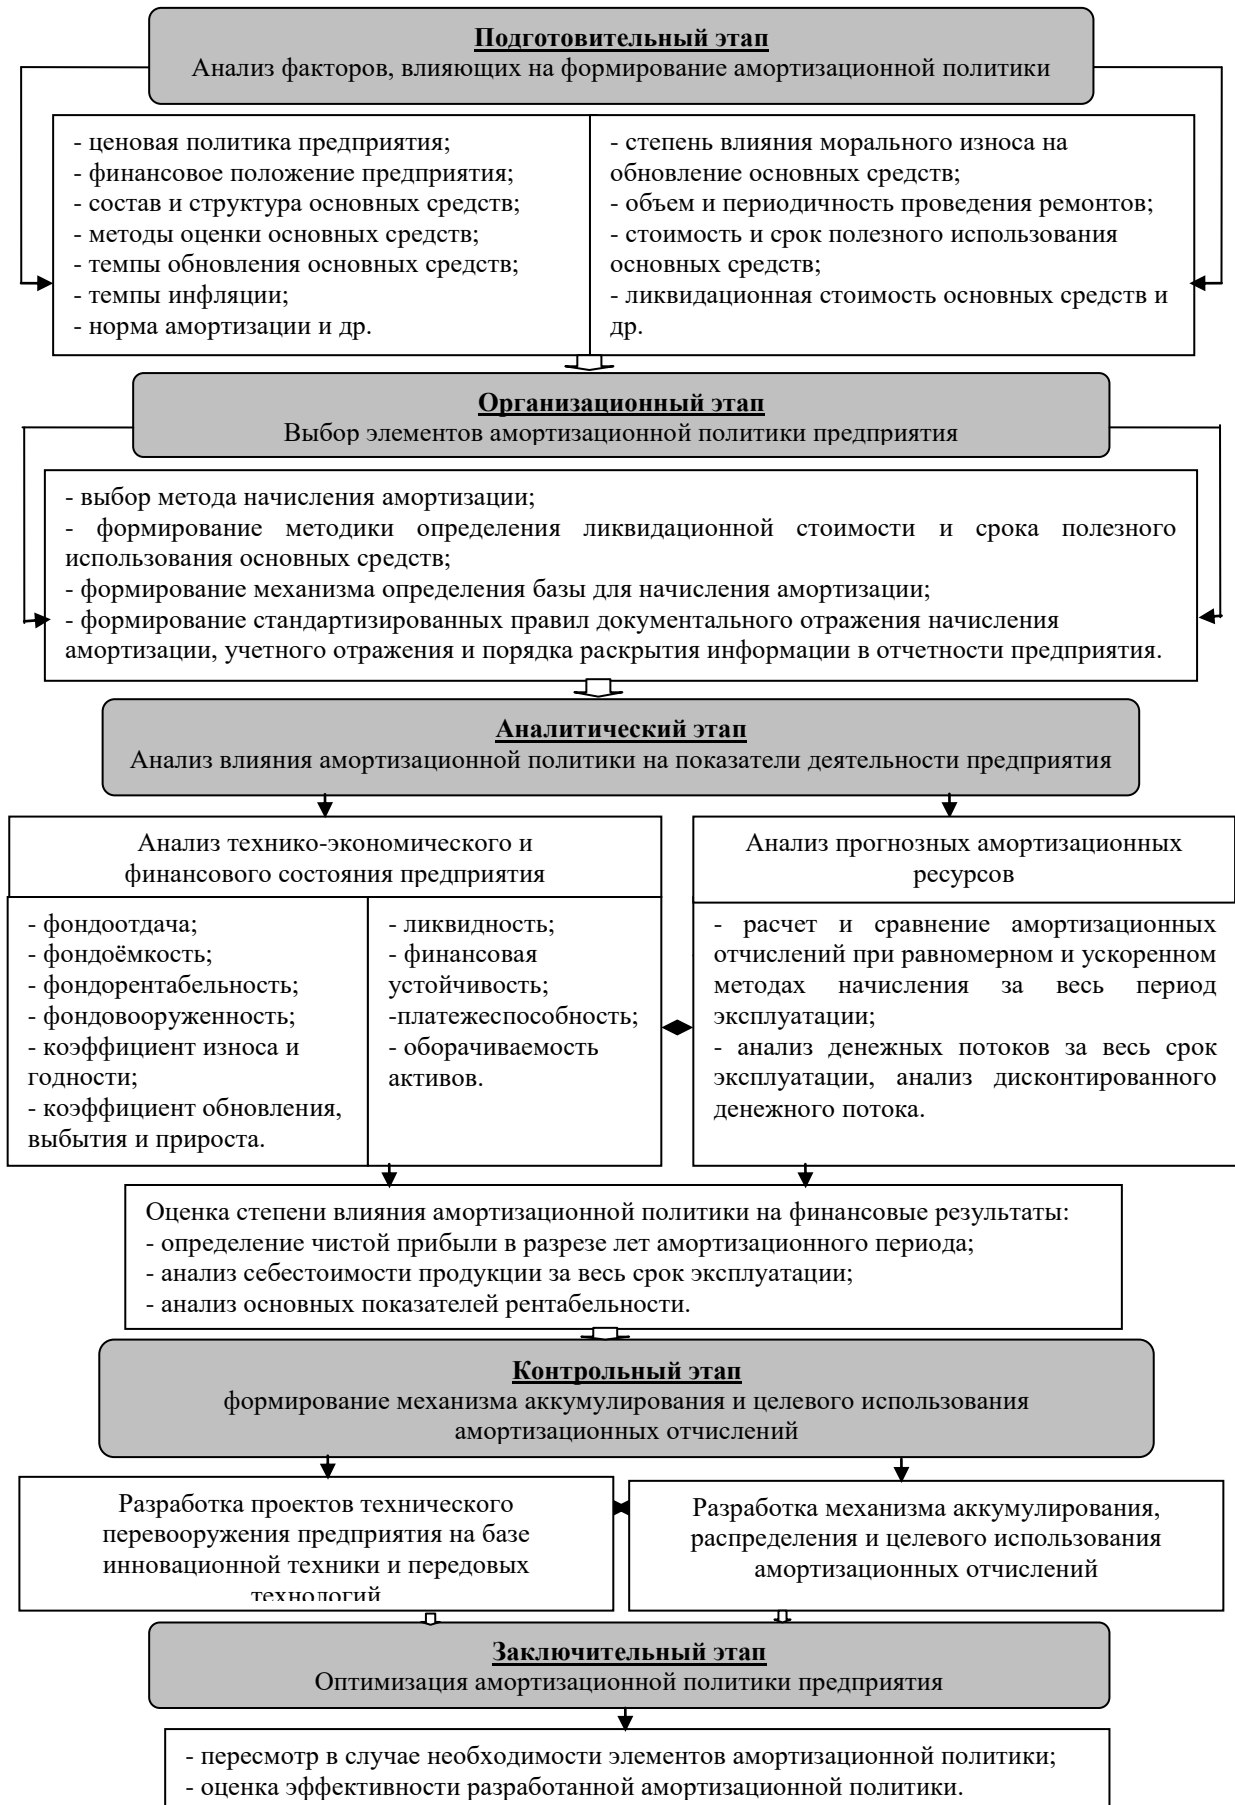 Подготовительный этап
Анализ факторов, влияющих на формирование амортизационной политики
- ценовая политика предприятия;
- финансовое положение предприятия;
- состав и структура основных средств;
- методы оценки основных средств;
- темпы обновления основных средств;
- темпы инфляции;
- норма амортизации и др.
- степень влияния морального износа на
обновление основных средств;
- объем и периодичность проведения ремонтов;
- стоимость и срок полезного использования
основных средств;
- ликвидационная стоимость основных средств и
др.
Организационный этап
Выбор элементов амортизационной политики предприятия
- выбор метода начисления амортизации;
- формирование методики определения ликвидационной стоимости и срока полезного
использования основных средств;
- формирование механизма определения базы для начисления амортизации;
- формирование стандартизированных правил документального отражения начисления
амортизации, учетного отражения и порядка раскрытия информации в отчетности предприятия.
Аналитический этап
Анализ влияния амортизационной политики на показатели деятельности предприятия
Анализ технико-экономического и
финансового состояния предприятия
- фондоотдача;
- фондоёмкость;
- фондорентабельность;
- фондовооруженность;
- коэффициент износа и
годности;
- коэффициент обновления,
выбытия и прироста.
- ликвидность;
- финансовая
устойчивость;
-платежеспособность;
- оборачиваемость
активов.
Анализ прогнозных амортизационных
ресурсов
- расчет и сравнение амортизационных
отчислений при равномерном и ускоренном
методах начисления за весь период
эксплуатации;
- анализ денежных потоков за весь срок
эксплуатации, анализ дисконтированного
денежного потока.
Оценка степени влияния амортизационной политики на финансовые результаты:
- определение чистой прибыли в разрезе лет амортизационного периода;
- анализ себестоимости продукции за весь срок эксплуатации;
- анализ основных показателей рентабельности.
Контрольный этап
формирование механизма аккумулирования и целевого использования
амортизационных отчислений
Разработка проектов технического
перевооружения предприятия на базе
инновационной техники и передовых
технологий
Разработка механизма аккумулирования,
распределения и целевого использования
амортизационных отчислений
Заключительный этап
Оптимизация амортизационной политики предприятия
- пересмотр в случае необходимости элементов амортизационной политики;
- оценка эффективности разработанной амортизационной политики.